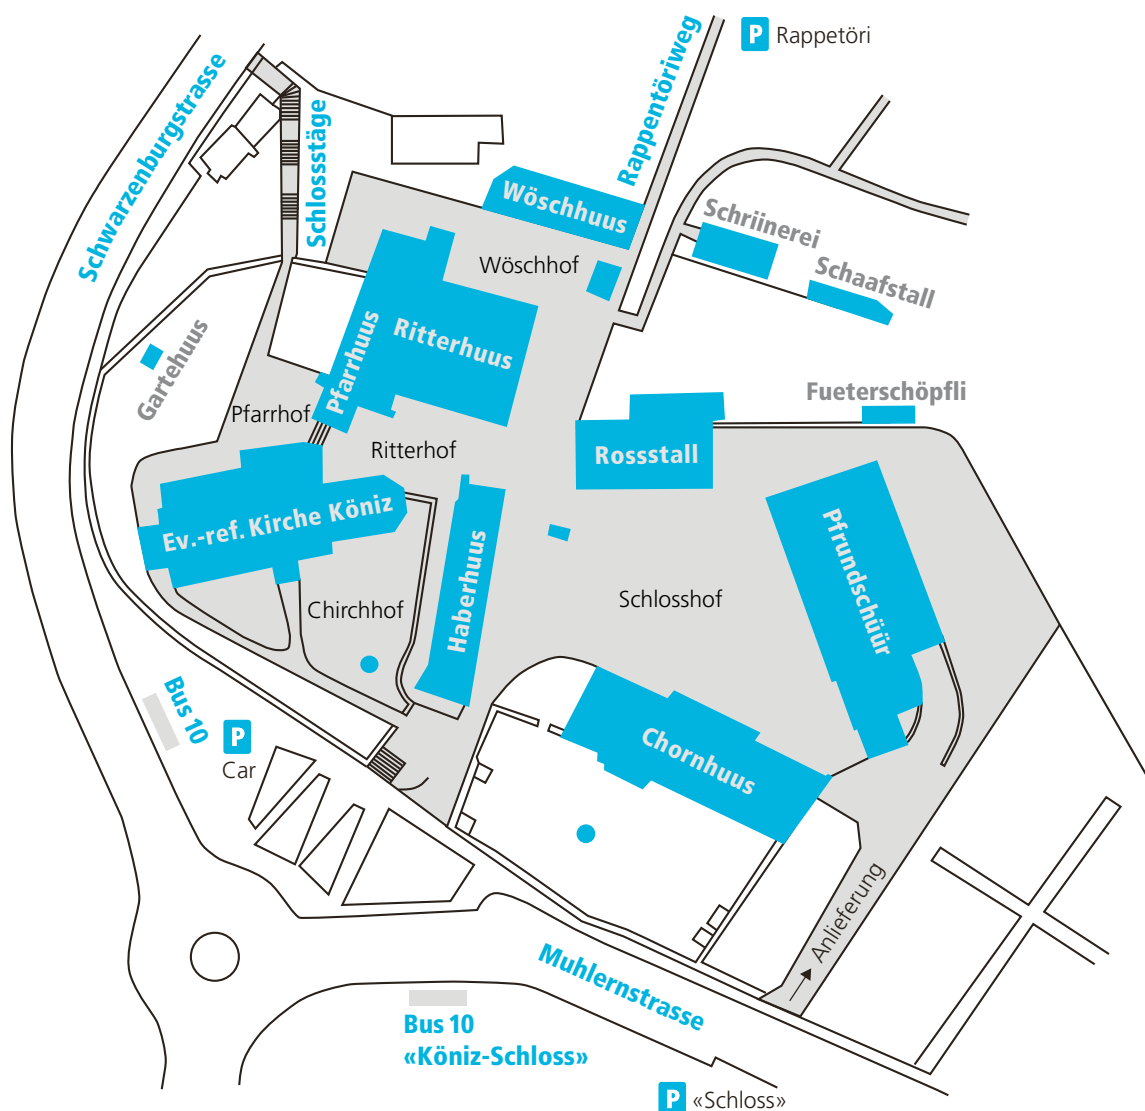 P Rappetöri
Schwarzenburgstrasse
Schlossstäge
Rappentöriweg
Wöschhuus
Schriinerei
Wöschhof
Schaafstall
Gartehuus
Pfarrhuus
Ritterhuus
Fueterschöpfli
Pfarrhof
Ritterhof
Rossstall
Ev.-ref. Kirche Köniz
Haberhuus
Pfrundschüür
Chirchhof
Schlosshof
Bus 10
P
Car
Chornhuus
Anlieferung
Muhlernstrasse
Bus 10
«Köniz-Schloss»
P «Schloss»